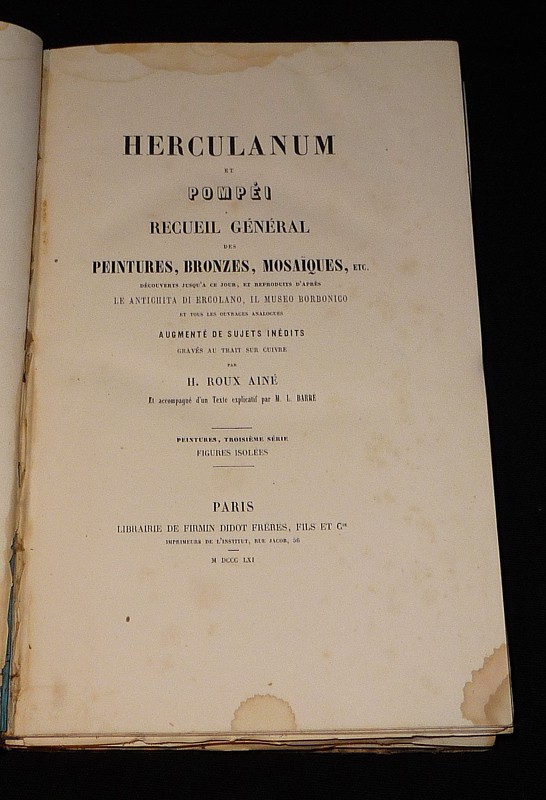 HERCULANUM
ET
POMPÉI
RECUEIL GÉNÉRAL
DES
PEINTURES, BRONZES, MOSAÏQUES, ETC.
DÉCOUVERTS JUSQU'A CE JOUR, ET REPRODUITS D'APRÈS
LE ANTICHITA DI ERCOLANO, IL MUSEO BORBONICO
ET TOUS LES OUVRAGES ANALOGUES
AUGMENTÉ DE SUJETS INÉDITS
GRAVÉS AU TRAIT SUR CUIVRE
PAR
H. ROUX AINÉ
Et accompagné d'un Texte explicatif par M. L. BARRÉ
PEINTURES, TROISIÈME SÉRIE
FIGURES ISOLÉES
PARIS
LIBRAIRIE DE FIRMIN DIDOT FRÈRES, FILS ET Cie
IMPRIMEURS DE L'INSTITUT, RUE JACOB, 56
M DCCC LXI